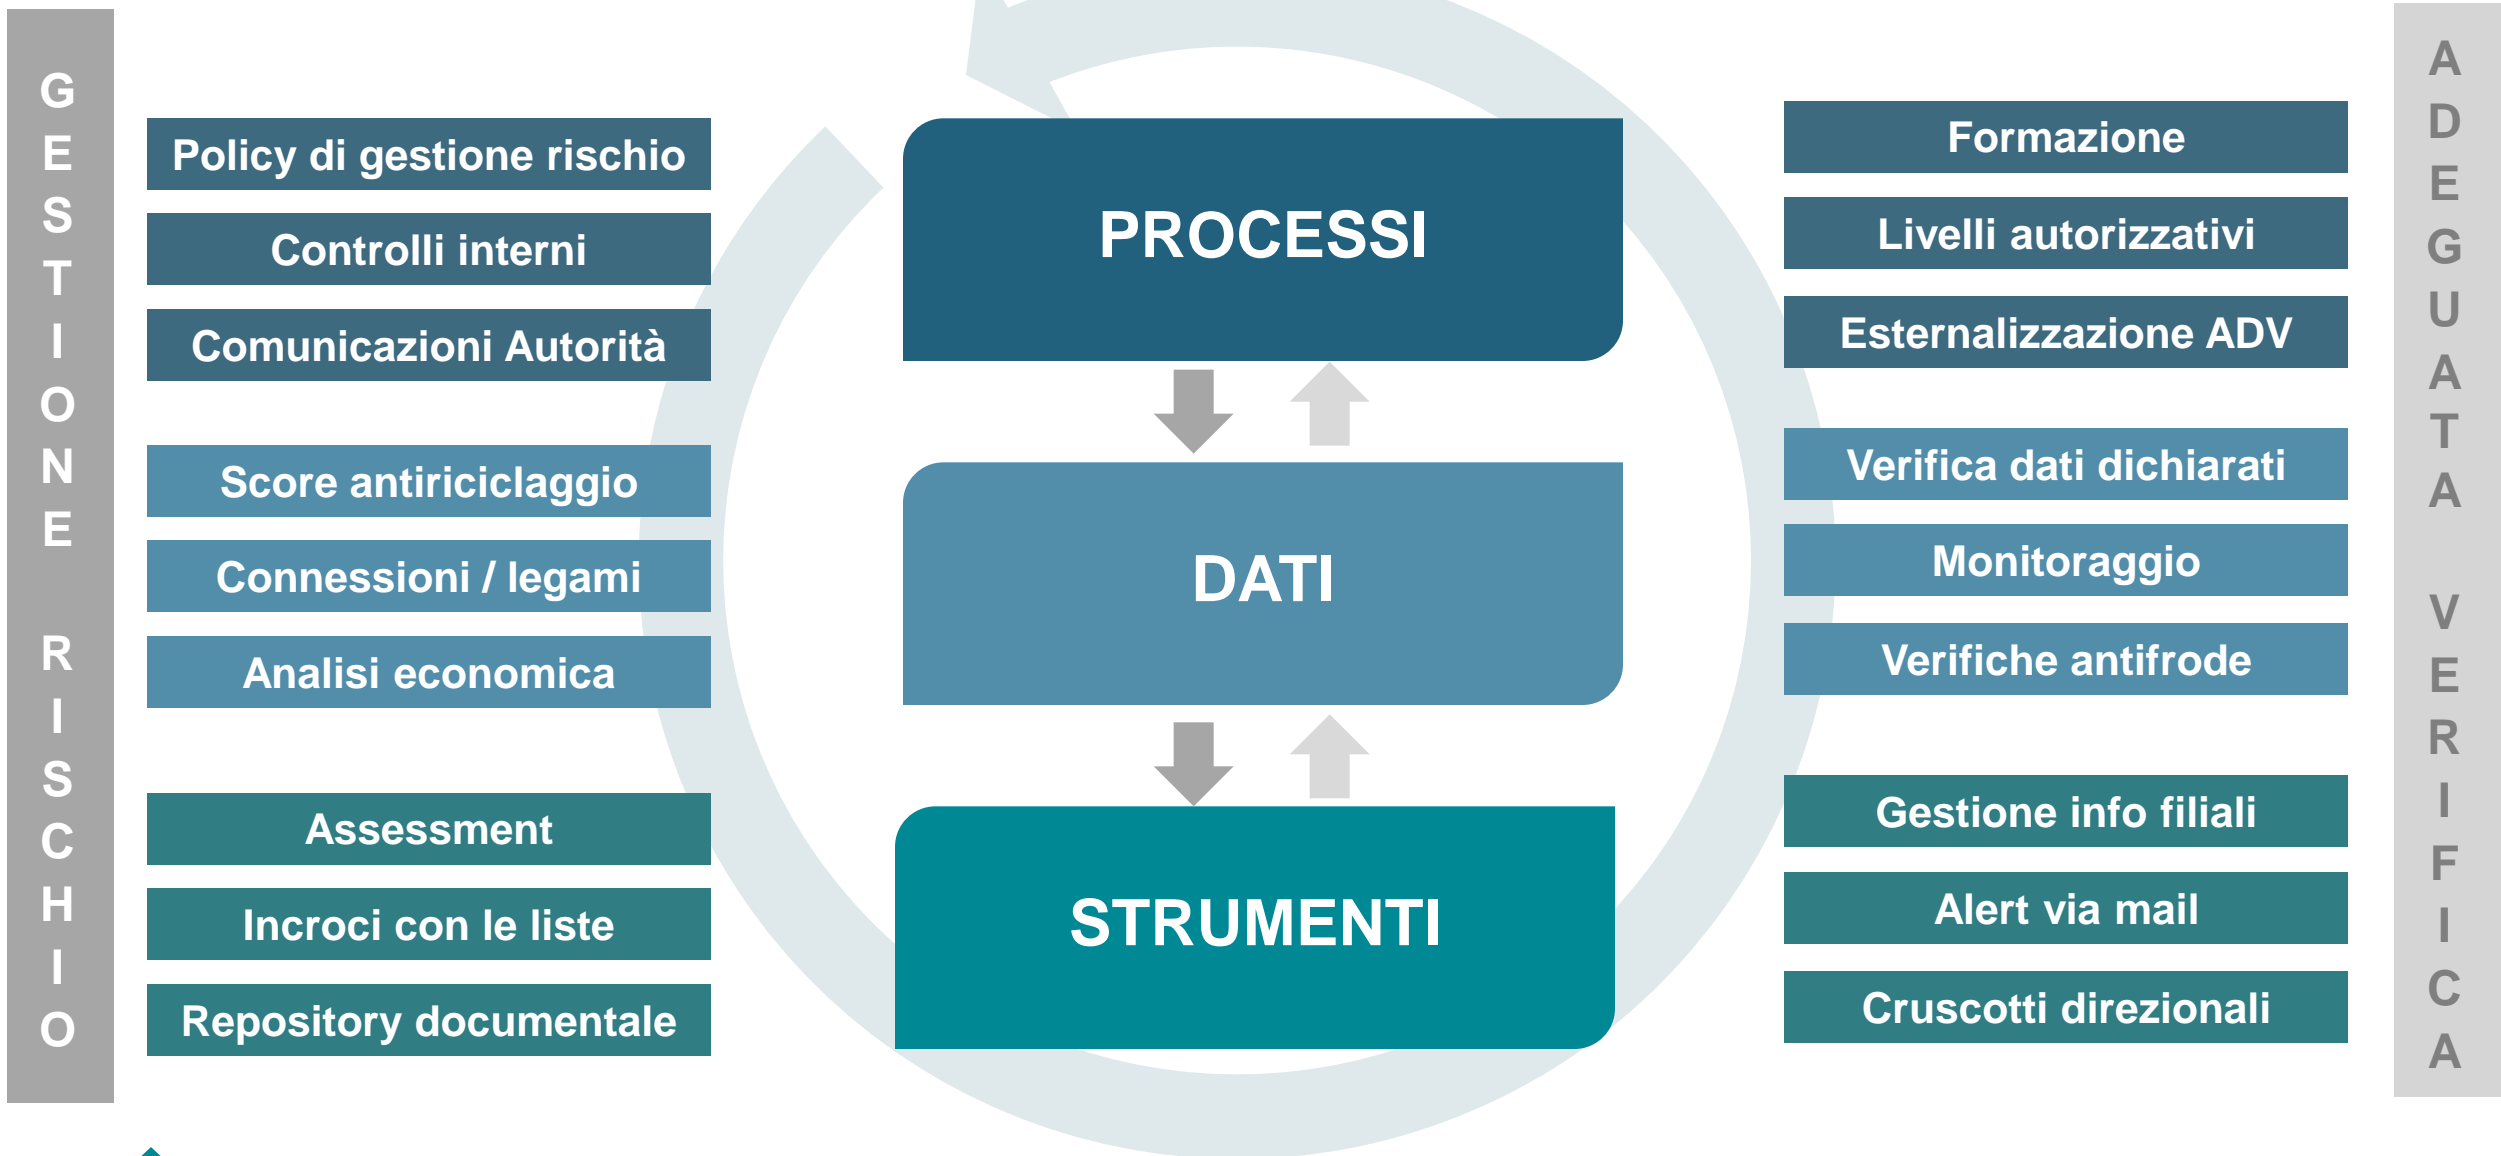 GESTIONE RISCHIO
Policy di gestione rischio
Controlli interni
Comunicazioni Autorità
Score antiriciclaggio
Connessioni / legami
Analisi economica
Assessment
Incroci con le liste
Repository documentale
PROCESSI
DATI
STRUMENTI
Formazione
Livelli autorizzativi
Esternalizzazione ADV
Verifica dati dichiarati
Monitoraggio
Verifiche antifrode
Gestione info filiali
Alert via mail
Cruscotti direzionali
ADEGUATA VERIFICA